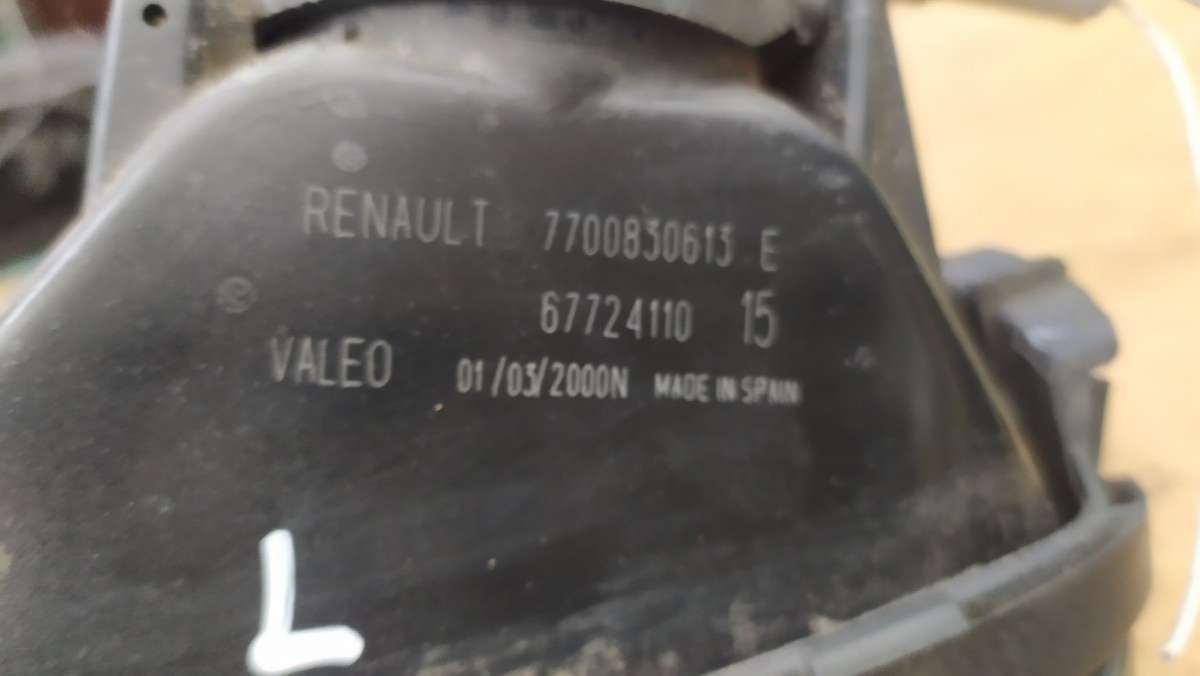 RENAULT 7700830613 E
67724110 15
VALEO 01/03/2000N MADE IN SPAIN
L